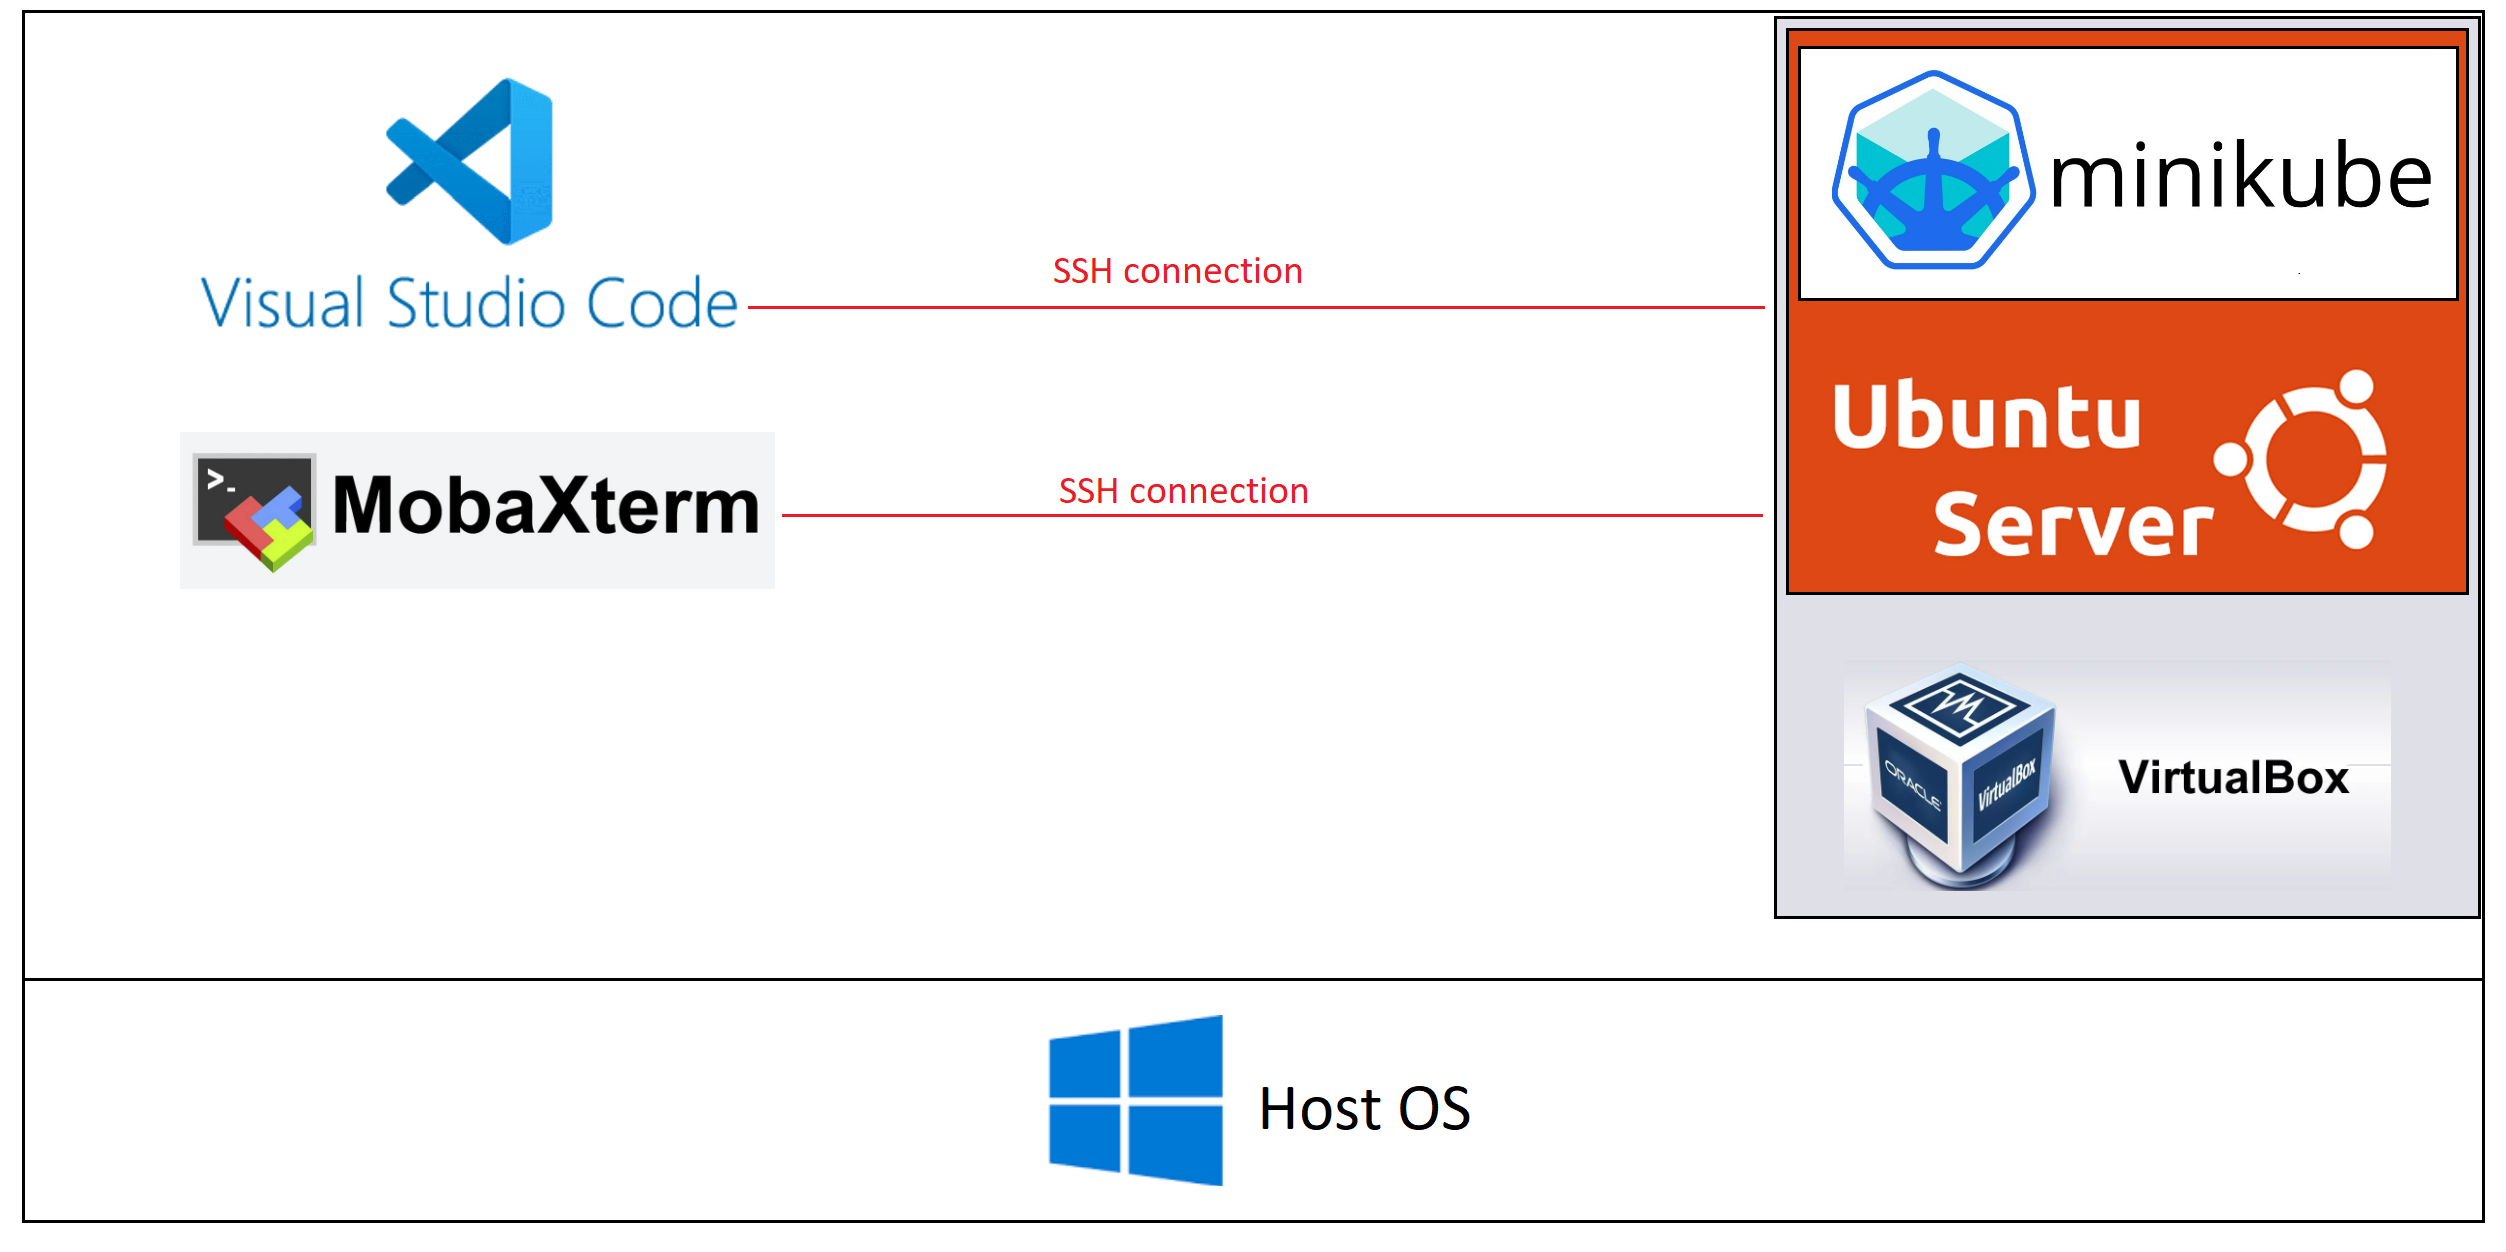 minikube
Visual Studio Code
SSH connection
Ubuntu
Server
>_
MobaXterm
SSH connection
ORACLE
VirtualBox
VirtualBox
Host OS